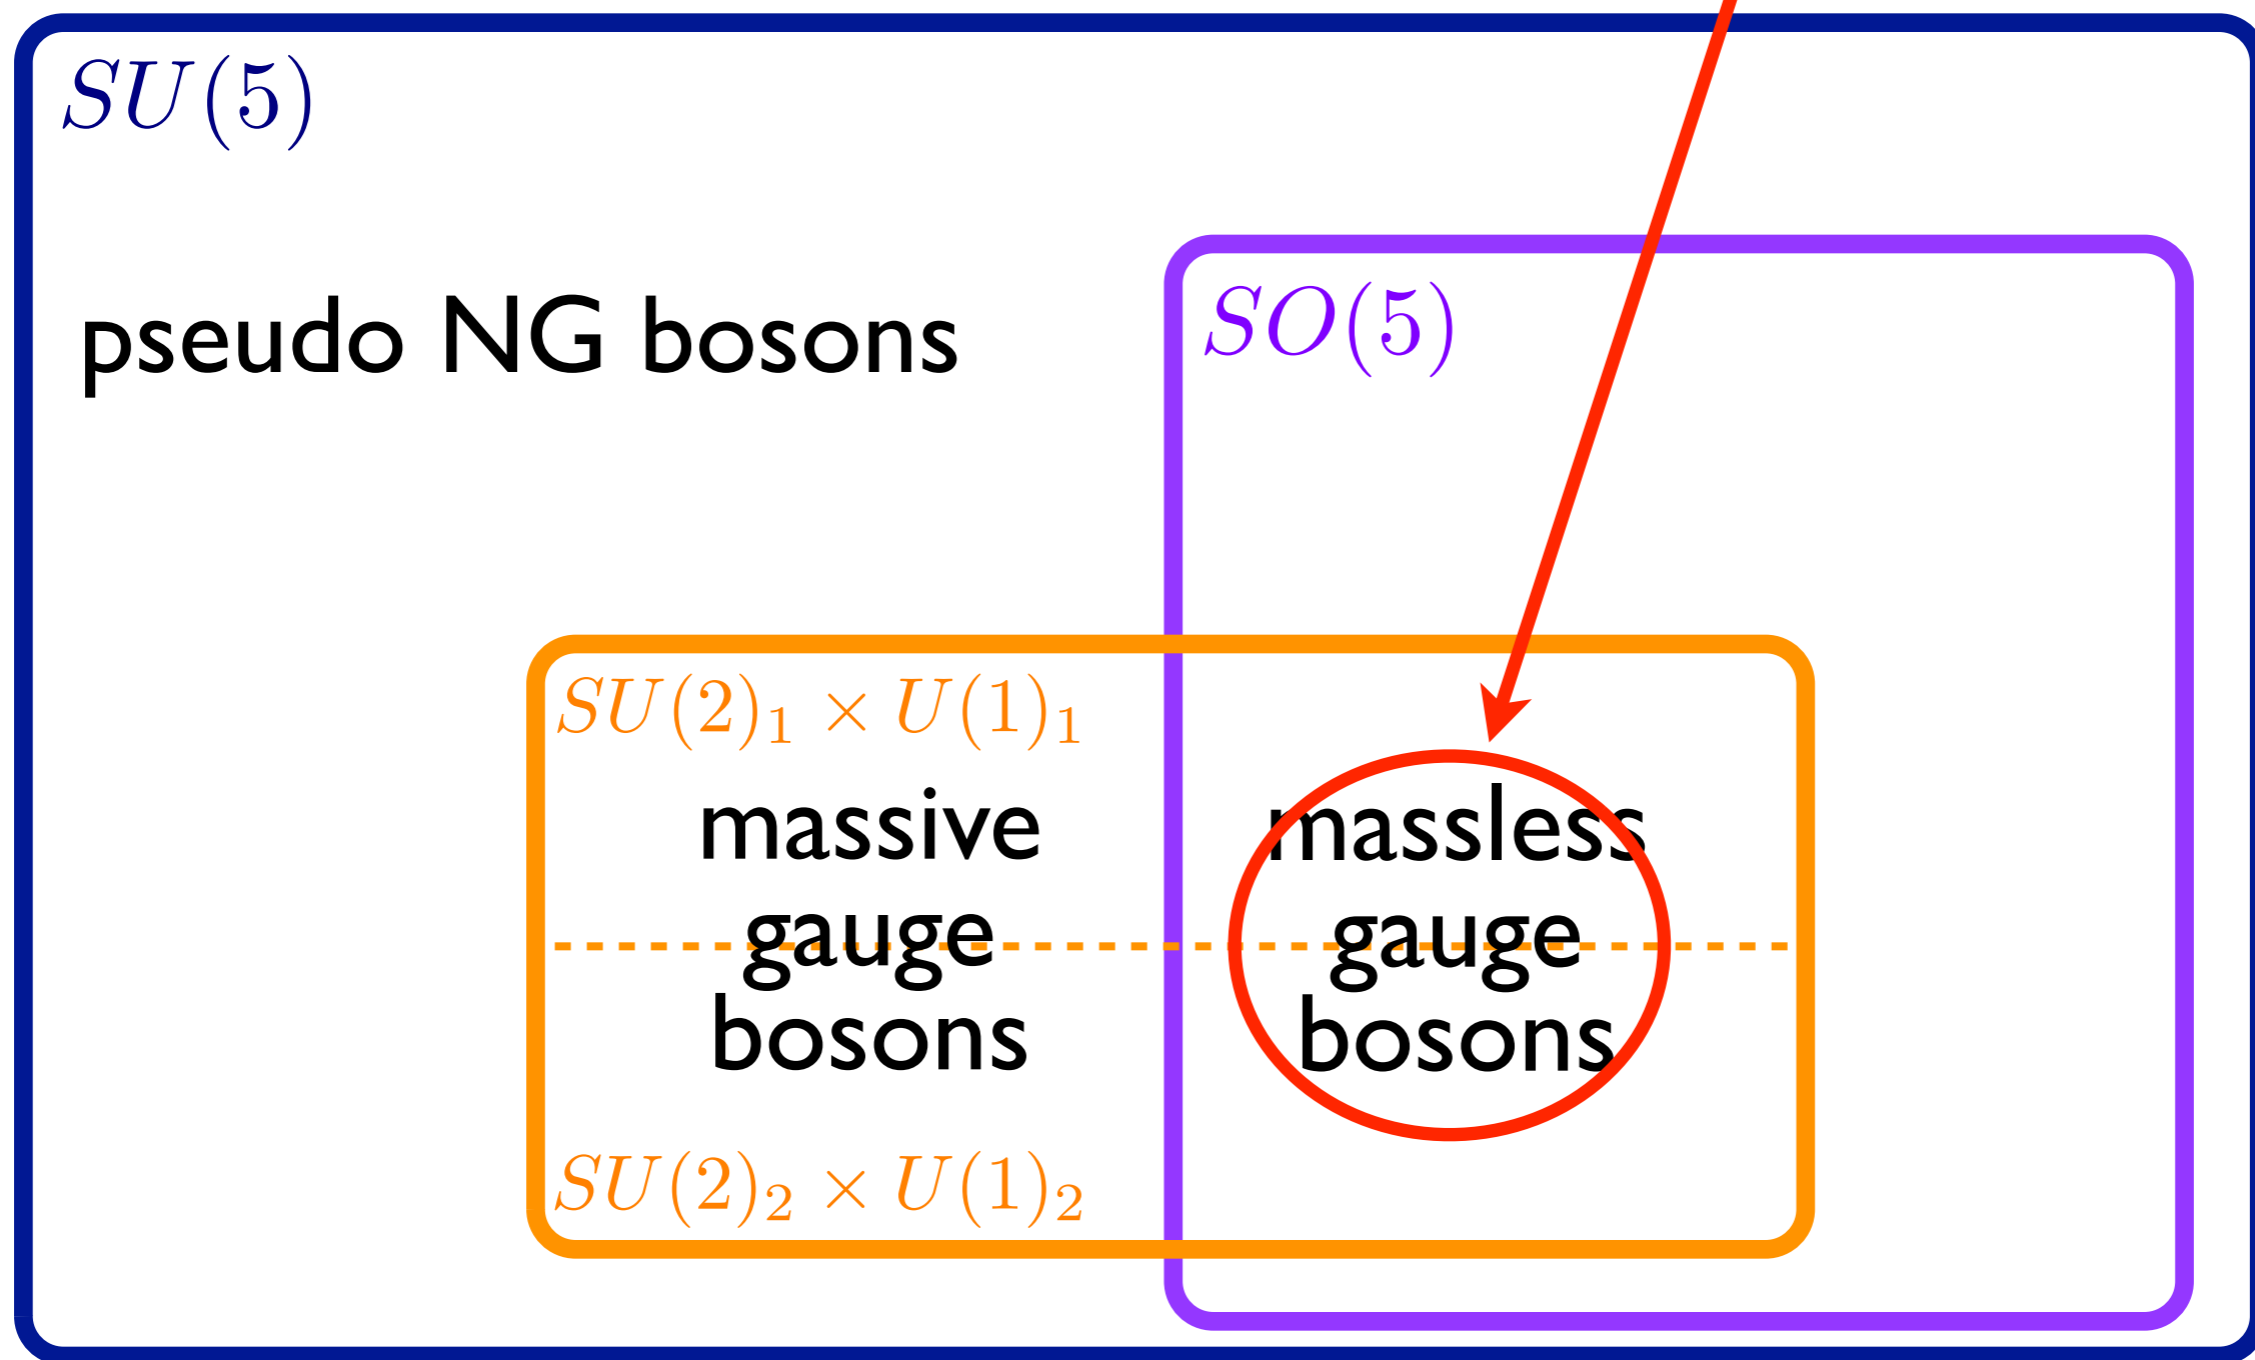 SU(5)
pseudo NG bosons
SO(5)
SU(2)₁ × U(1)₁
massive
gauge
bosons
massless
gauge
bosons
SU(2)₂ × U(1)₂